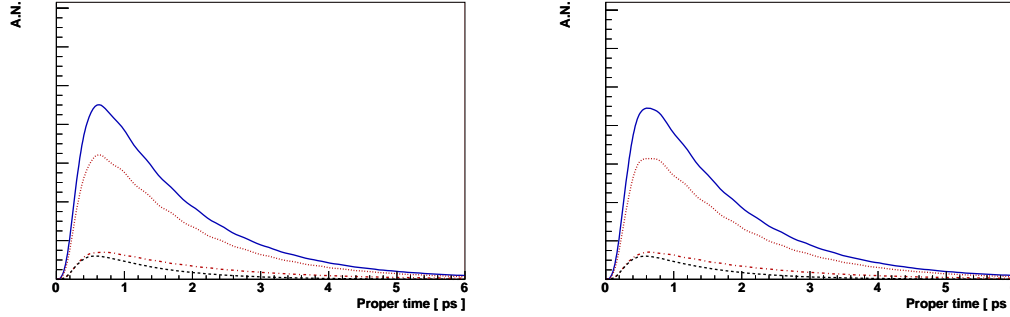 A.N.
0 1 2 3 4 5 6
Proper time [ ps ]
A.N.
0 1 2 3 4 5
Proper time [ ps